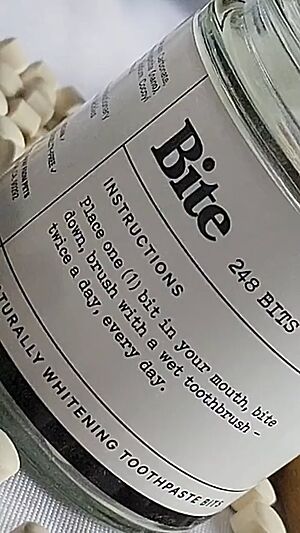 Bite
248 BITS
INSTRUCTIONS
Place one (1) bit in your mouth, bite
down, brush with a wet toothbrush –
twice a day, every day.
NATURALLY WHITENING TOOTHPASTE BITS